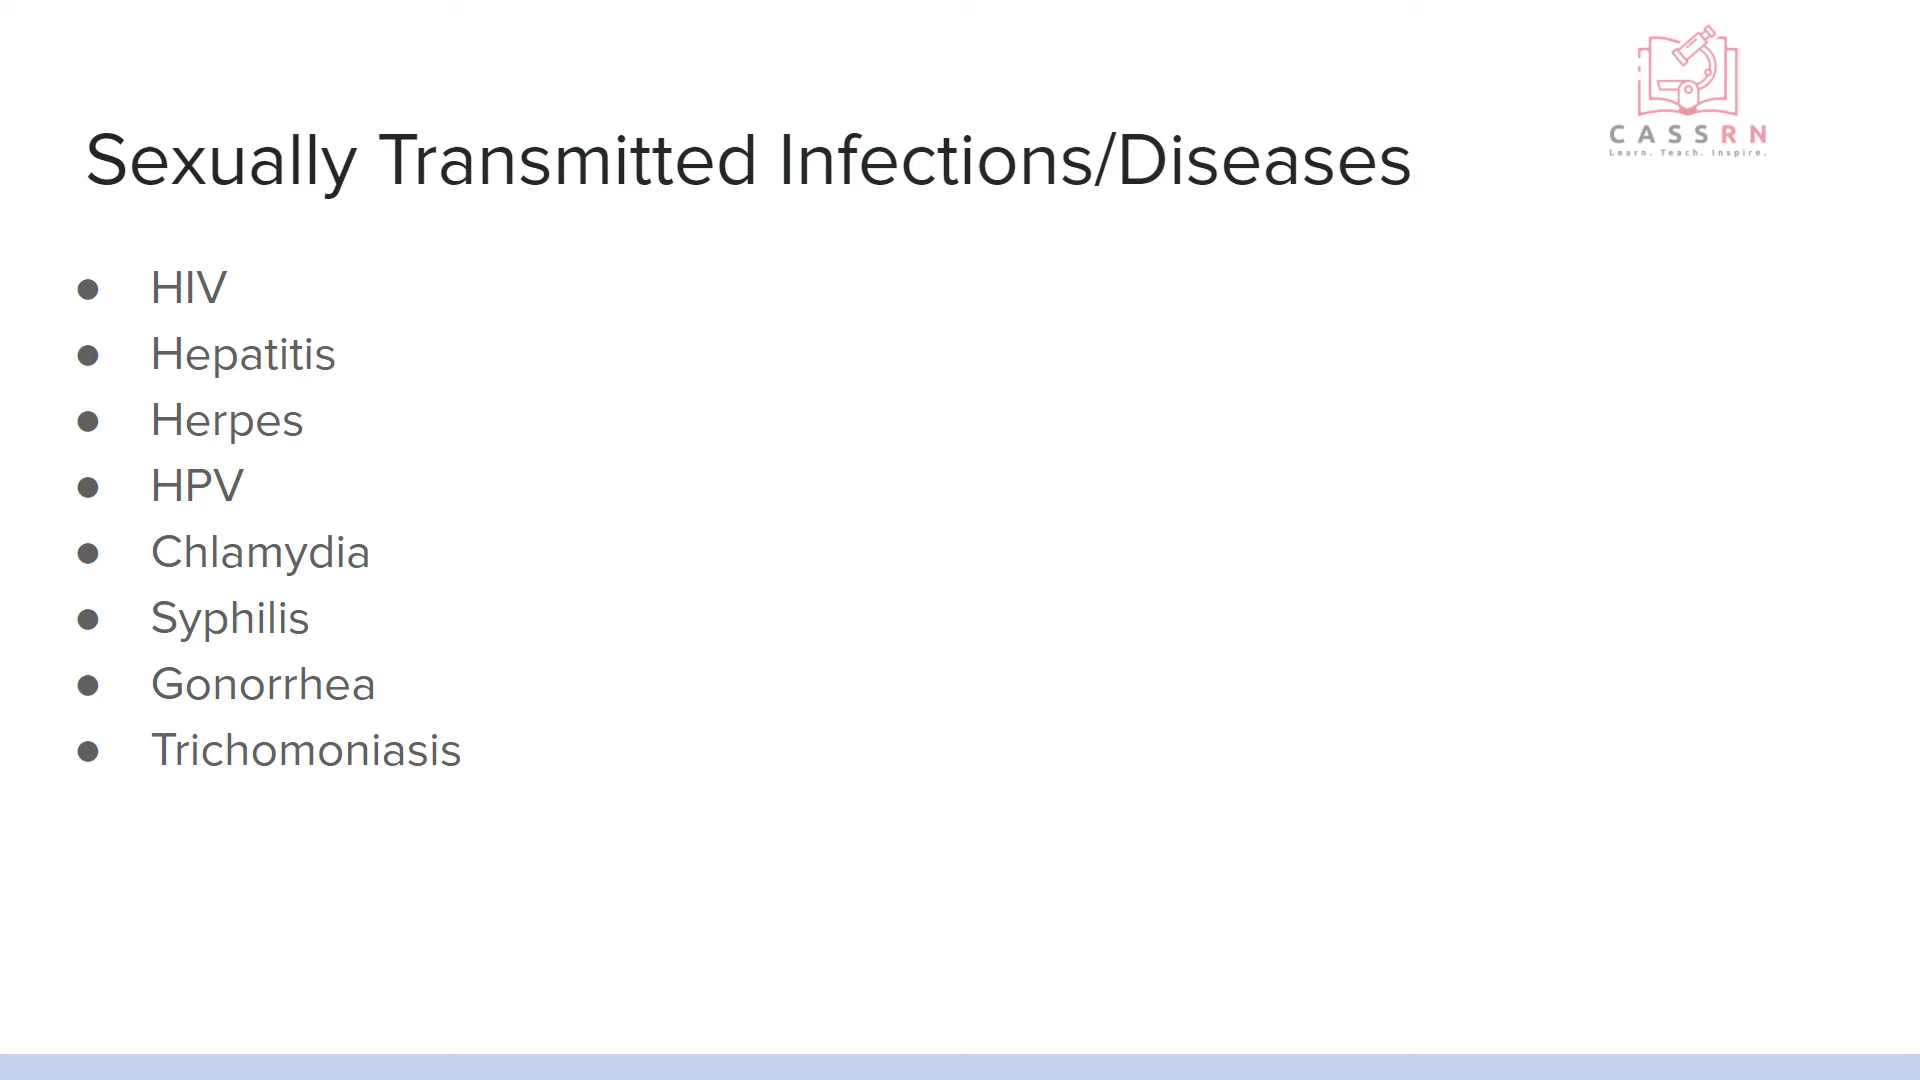 CASSRN
Learn. Teach. Inspire.
Sexually Transmitted Infections/Diseases
● HIV
● Hepatitis
● Herpes
● HPV
● Chlamydia
● Syphilis
● Gonorrhea
● Trichomoniasis